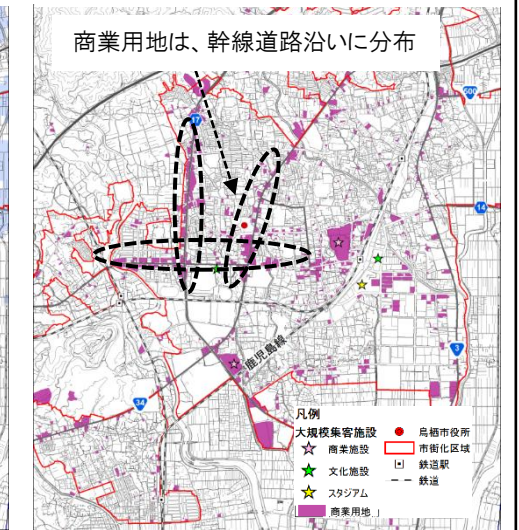 商業用地は、幹線道路沿いに分布
500
17
14
3
34
鹿児島線
凡例
大規模集客施設
商業施設
文化施設
スタジアム
商業用地
鳥栖市役所
市街化区域
鉄道駅
鉄道